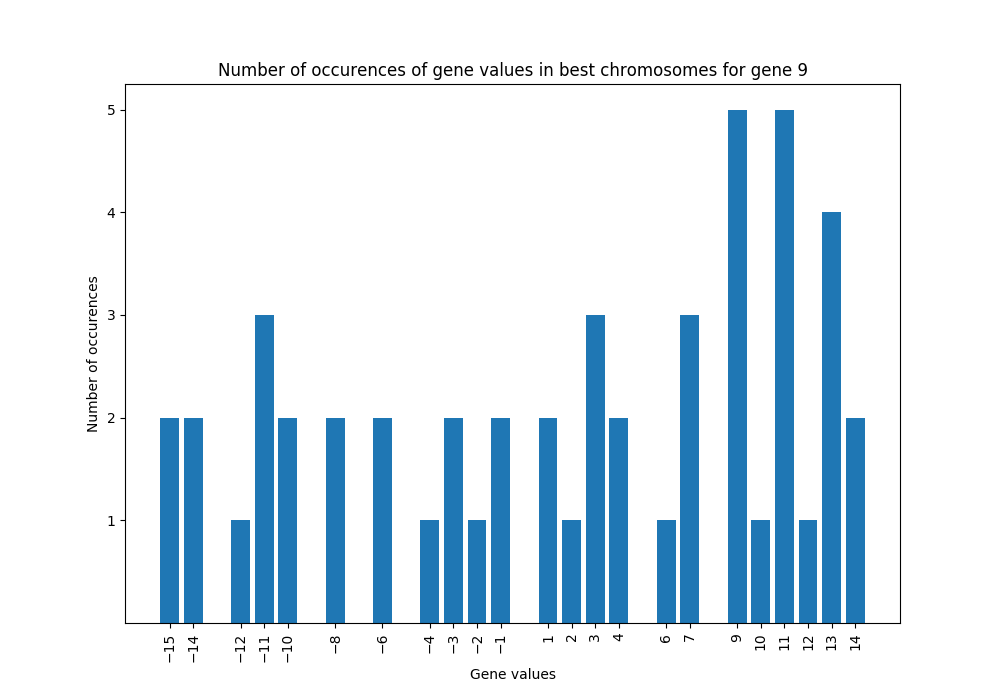 Number of occurences of gene values in best chromosomes for gene 9
5
4
3
2
1
Number of occurences
−15 −14 −12 −11 −10 −8 −6 −4 −3 −2 −1 1 2 3 4 6 7 9 10 11 12 13 14
Gene values